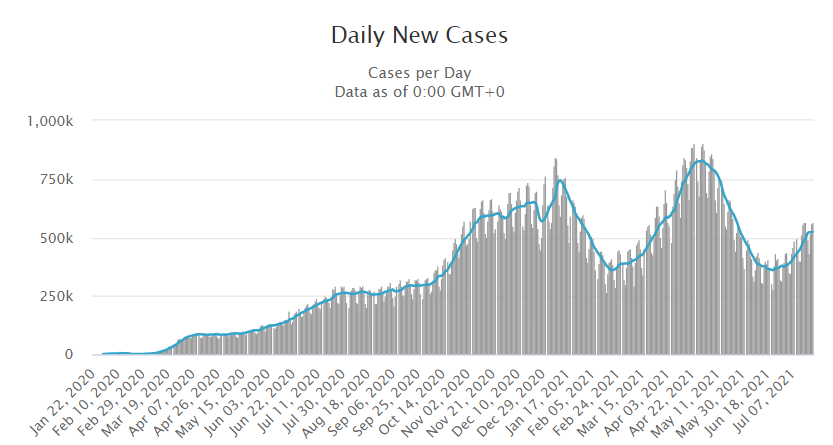 Daily New Cases
Cases per Day
Data as of 0:00 GMT+0
1,000k
750k
500k
250k
0
Jan 22, 2020
Feb 10, 2020
Feb 29, 2020
Mar 19, 2020
Apr 07, 2020
Apr 26, 2020
May 15, 2020
Jun 03, 2020
Jun 22, 2020
Jul 11, 2020
Jul 30, 2020
Aug 18, 2020
Sep 06, 2020
Sep 25, 2020
Oct 14, 2020
Nov 02, 2020
Nov 21, 2020
Dec 10, 2020
Dec 29, 2020
Jan 17, 2021
Feb 05, 2021
Feb 24, 2021
Mar 15, 2021
Apr 03, 2021
Apr 22, 2021
May 11, 2021
May 30, 2021
Jun 18, 2021
Jul 07, 2021